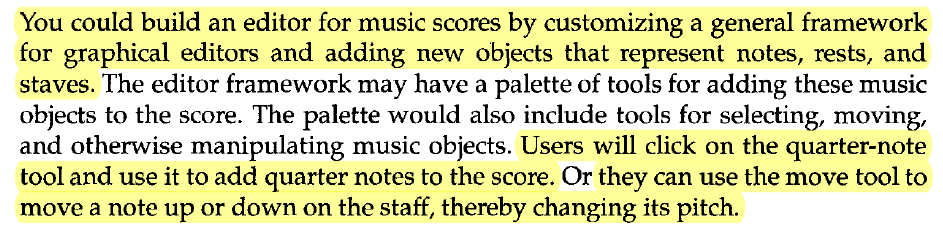 You could build an editor for music scores by customizing a general framework
for graphical editors and adding new objects that represent notes, rests, and
staves. The editor framework may have a palette of tools for adding these music
objects to the score. The palette would also include tools for selecting, moving,
and otherwise manipulating music objects. Users will click on the quarter-note
tool and use it to add quarter notes to the score. Or they can use the move tool to
move a note up or down on the staff, thereby changing its pitch.